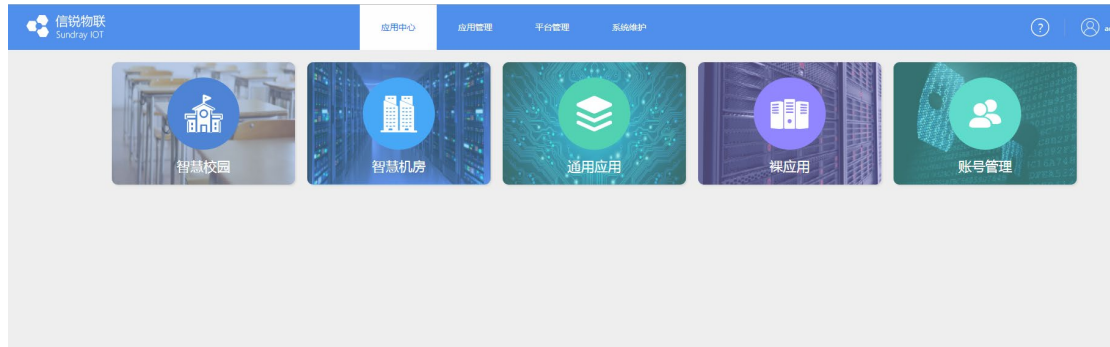 信锐物联
Sundray IOT
应用中心
应用管理
平台管理
系统维护
?
智慧校园
智慧机房
通用应用
裸应用
账号管理